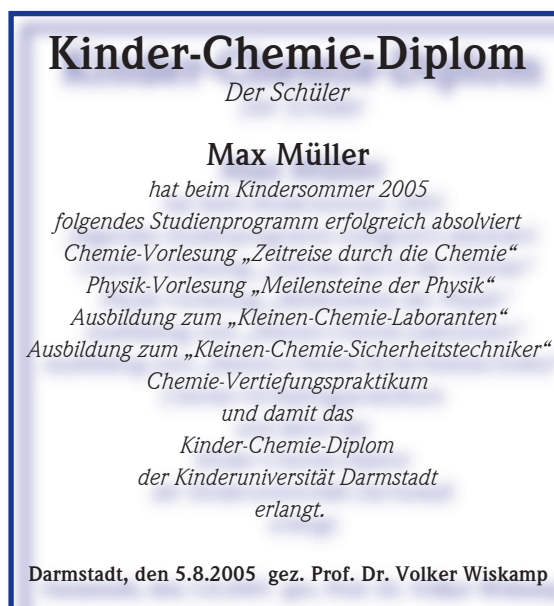 Kinder-Chemie-Diplom
Der Schüler
Max Müller
hat beim Kindersommer 2005
folgendes Studienprogramm erfolgreich absolviert
Chemie-Vorlesung „Zeitreise durch die Chemie“
Physik-Vorlesung „Meilensteine der Physik“
Ausbildung zum „Kleinen-Chemie-Laboranten“
Ausbildung zum „Kleinen-Chemie-Sicherheitstechniker“
Chemie-Vertiefungspraktikum
und damit das
Kinder-Chemie-Diplom
der Kinderuniversität Darmstadt
erlangt.
Darmstadt, den 5.8.2005 gez. Prof. Dr. Volker Wiskamp